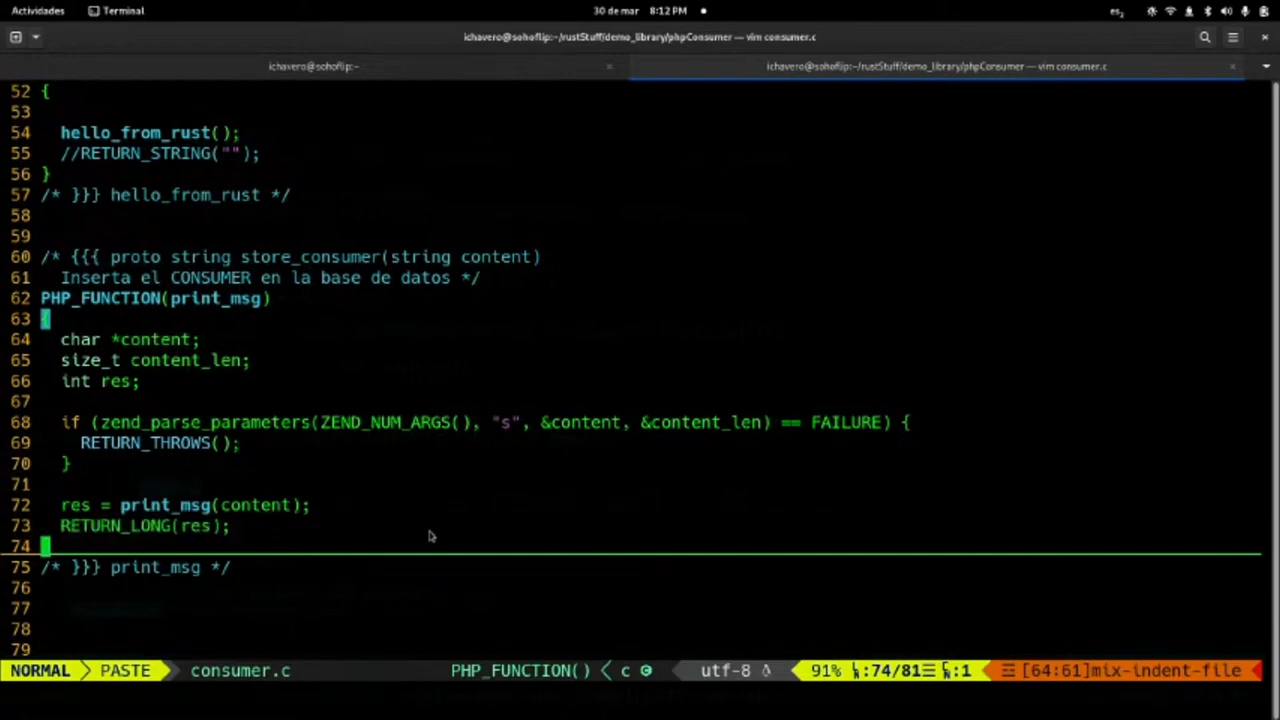 Actividades Terminal 30 de mar 8:12 PM es₂
ichavero@sohoflip:~/rustStuff/demo_library/phpConsumer — vim consumer.c
ichavero@sohoflip:~ × ichavero@sohoflip:~/rustStuff/demo_library/phpConsumer — vim consumer.c ×
52 {
53
54   hello_from_rust();
55   //RETURN_STRING("");
56 }
57 /* }}} hello_from_rust */
58
59
60 /* {{{ proto string store_consumer(string content)
61   Inserta el CONSUMER en la base de datos */
62 PHP_FUNCTION(print_msg)
63 {
64   char *content;
65   size_t content_len;
66   int res;
67
68   if (zend_parse_parameters(ZEND_NUM_ARGS(), "s", &content, &content_len) == FAILURE) {
69     RETURN_THROWS();
70   }
71
72   res = print_msg(content);
73   RETURN_LONG(res);
74
75 /* }}} print_msg */
76
77
78
79
NORMAL PASTE consumer.c PHP_FUNCTION() c utf-8 91% :74/81☰ :1 ☲ [64:61]mix-indent-file